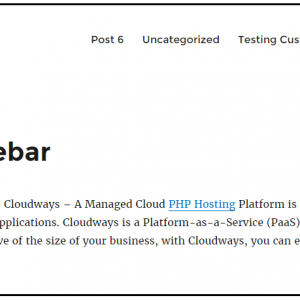 Post 6 Uncategorized Testing Cus
ebar
Cloudways – A Managed Cloud PHP Hosting Platform is
pplications. Cloudways is a Platform-as-a-Service (PaaS)
ve of the size of your business, with Cloudways, you can e